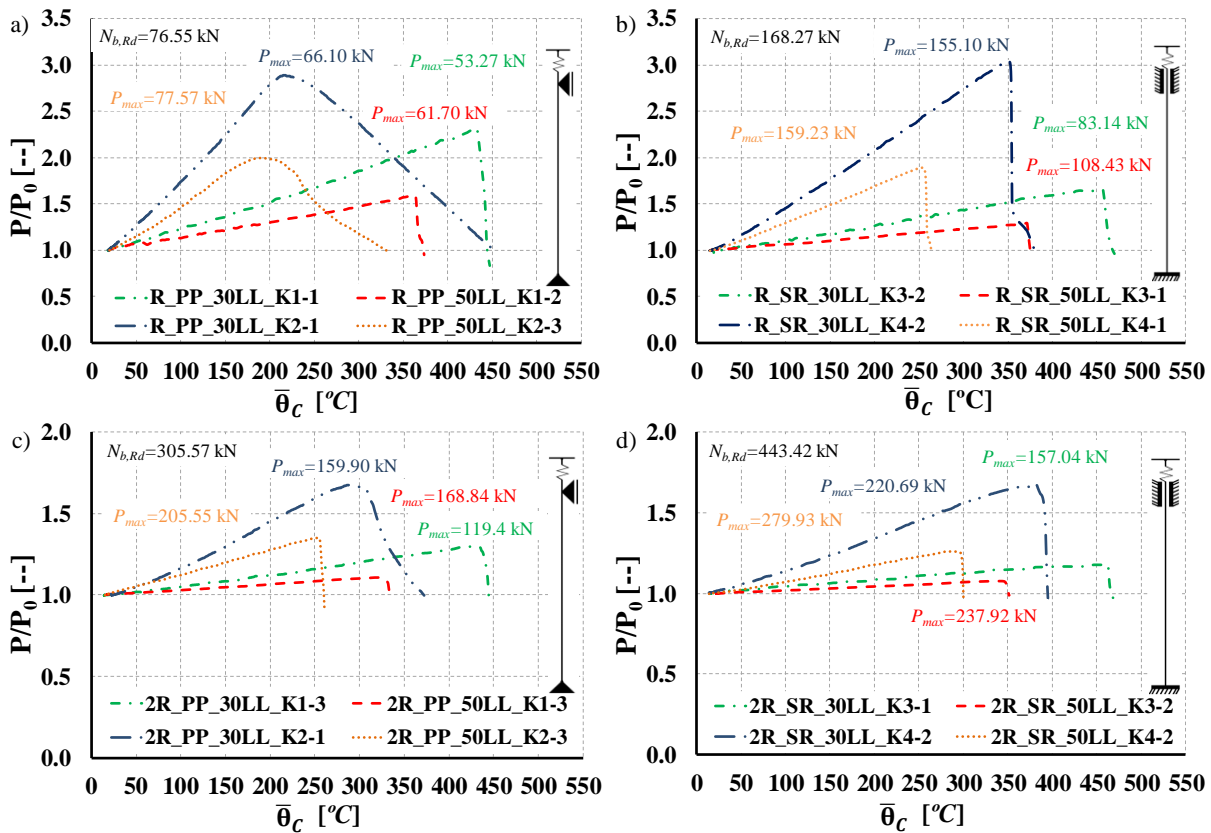 a)
N_b,Rd=76.55 kN
P_max=66.10 kN
P_max=53.27 kN
P_max=77.57 kN
P_max=61.70 kN
P/P_0 [--]
3.5
3.0
2.5
2.0
1.5
1.0
0.5
0.0
R_PP_30LL_K1-1
R_PP_50LL_K1-2
R_PP_30LL_K2-1
R_PP_50LL_K2-3
0 50 100 150 200 250 300 350 400 450 500 550
θ̅_C [ºC]
b)
N_b,Rd=168.27 kN
P_max=155.10 kN
P_max=83.14 kN
P_max=159.23 kN
P_max=108.43 kN
P/P_0 [--]
3.5
3.0
2.5
2.0
1.5
1.0
0.5
0.0
R_SR_30LL_K3-2
R_SR_50LL_K3-1
R_SR_30LL_K4-2
R_SR_50LL_K4-1
0 50 100 150 200 250 300 350 400 450 500 550
θ̅_C [ºC]
c)
N_b,Rd=305.57 kN
P_max=159.90 kN
P_max=168.84 kN
P_max=205.55 kN
P_max=119.4 kN
P/P_0 [--]
2.0
1.5
1.0
0.5
0.0
2R_PP_30LL_K1-3
2R_PP_50LL_K1-3
2R_PP_30LL_K2-1
2R_PP_50LL_K2-3
0 50 100 150 200 250 300 350 400 450 500 550
θ̅_C [ºC]
d)
N_b,Rd=443.42 kN
P_max=157.04 kN
P_max=220.69 kN
P_max=279.93 kN
P_max=237.92 kN
P/P_0 [--]
2.0
1.5
1.0
0.5
0.0
2R_SR_30LL_K3-1
2R_SR_50LL_K3-2
2R_SR_30LL_K4-2
2R_SR_50LL_K4-2
0 50 100 150 200 250 300 350 400 450 500 550
θ̅_C [ºC]